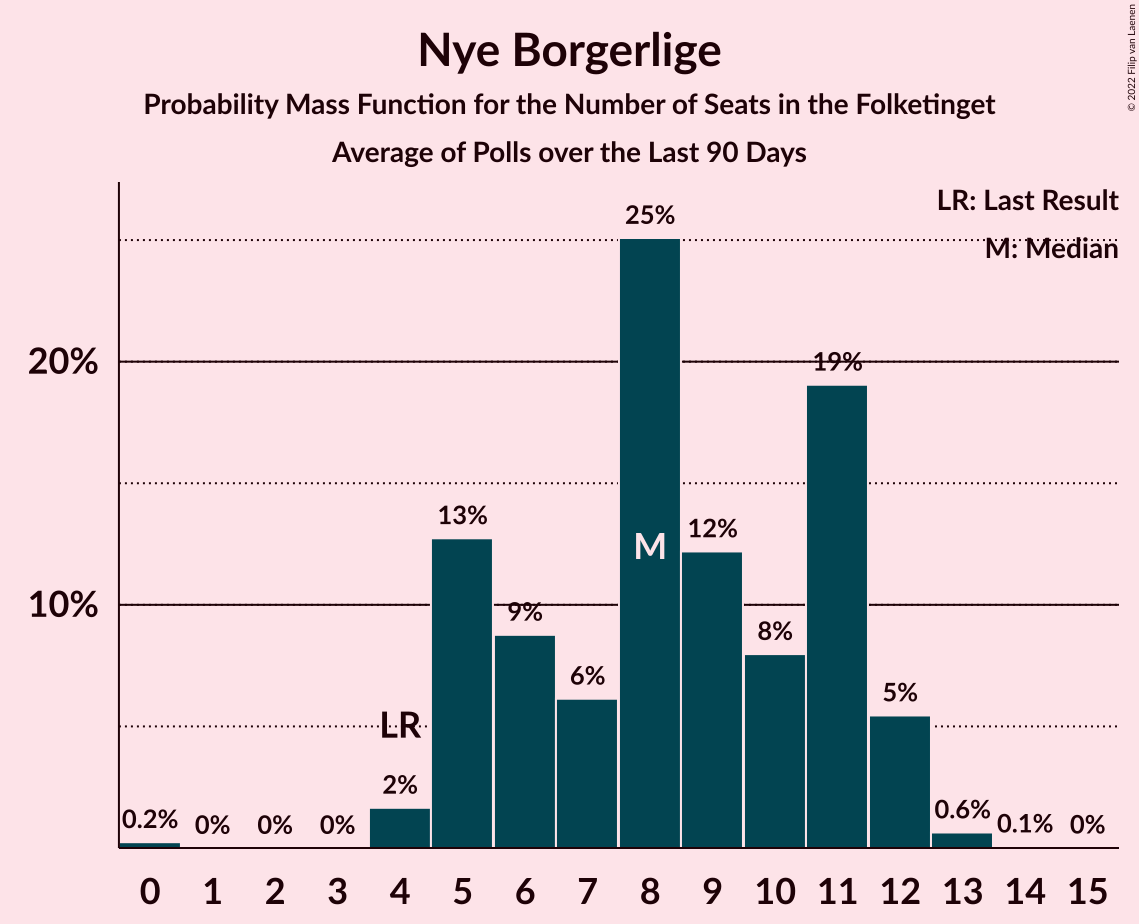 Nye Borgerlige
Probability Mass Function for the Number of Seats in the Folketinget
Average of Polls over the Last 90 Days
© 2022 Filip van Laenen
LR: Last Result
M: Median
20%
10%
0.2%
0%
0%
0%
2%
LR
13%
9%
6%
25%
M
12%
8%
19%
5%
0.6%
0.1%
0%
0 1 2 3 4 5 6 7 8 9 10 11 12 13 14 15